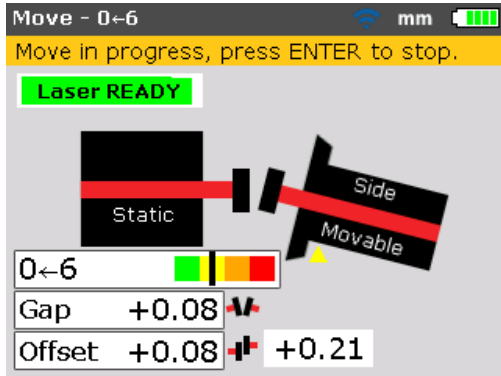 Move - 0←6 mm
Move in progress, press ENTER to stop.
Laser READY
Side
Static
Movable
0←6
Gap +0.08
Offset +0.08 +0.21